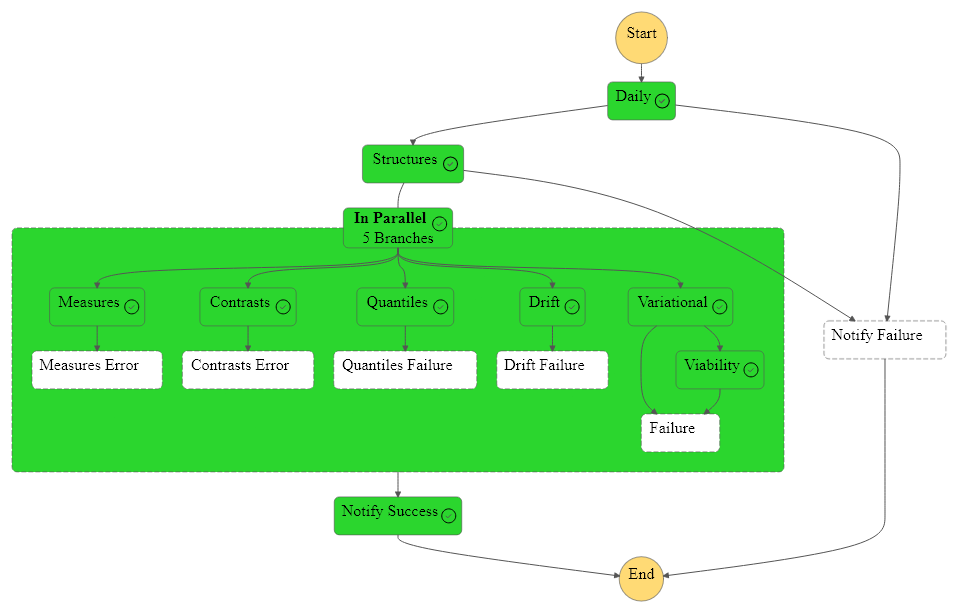 Start
Daily
Structures
In Parallel
5 Branches
Measures
Contrasts
Quantiles
Drift
Variational
Notify Failure
Measures Error
Contrasts Error
Quantiles Failure
Drift Failure
Viability
Failure
Notify Success
End